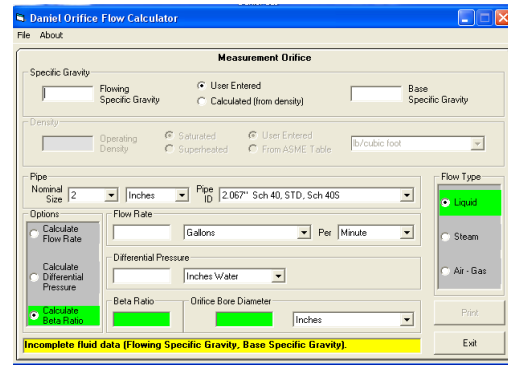 Daniel Orifice Flow Calculator
File About
Measurement Orifice
Specific Gravity
Flowing
Specific Gravity
User Entered
Calculated (from density)
Base
Specific Gravity
Density
Operating
Density
Saturated
Superheated
User Entered
From ASME Table
lb/cubic foot
Pipe
Nominal
Size
2
Inches
Pipe
ID
2.067" Sch 40, STD, Sch 40S
Flow Type
Liquid
Steam
Air - Gas
Options
Calculate
Flow Rate
Calculate
Differential
Pressure
Calculate
Beta Ratio
Flow Rate
Gallons
Per
Minute
Differential Pressure
Inches Water
Beta Ratio
Orifice Bore Diameter
Inches
Print
Exit
Incomplete fluid data (Flowing Specific Gravity, Base Specific Gravity).